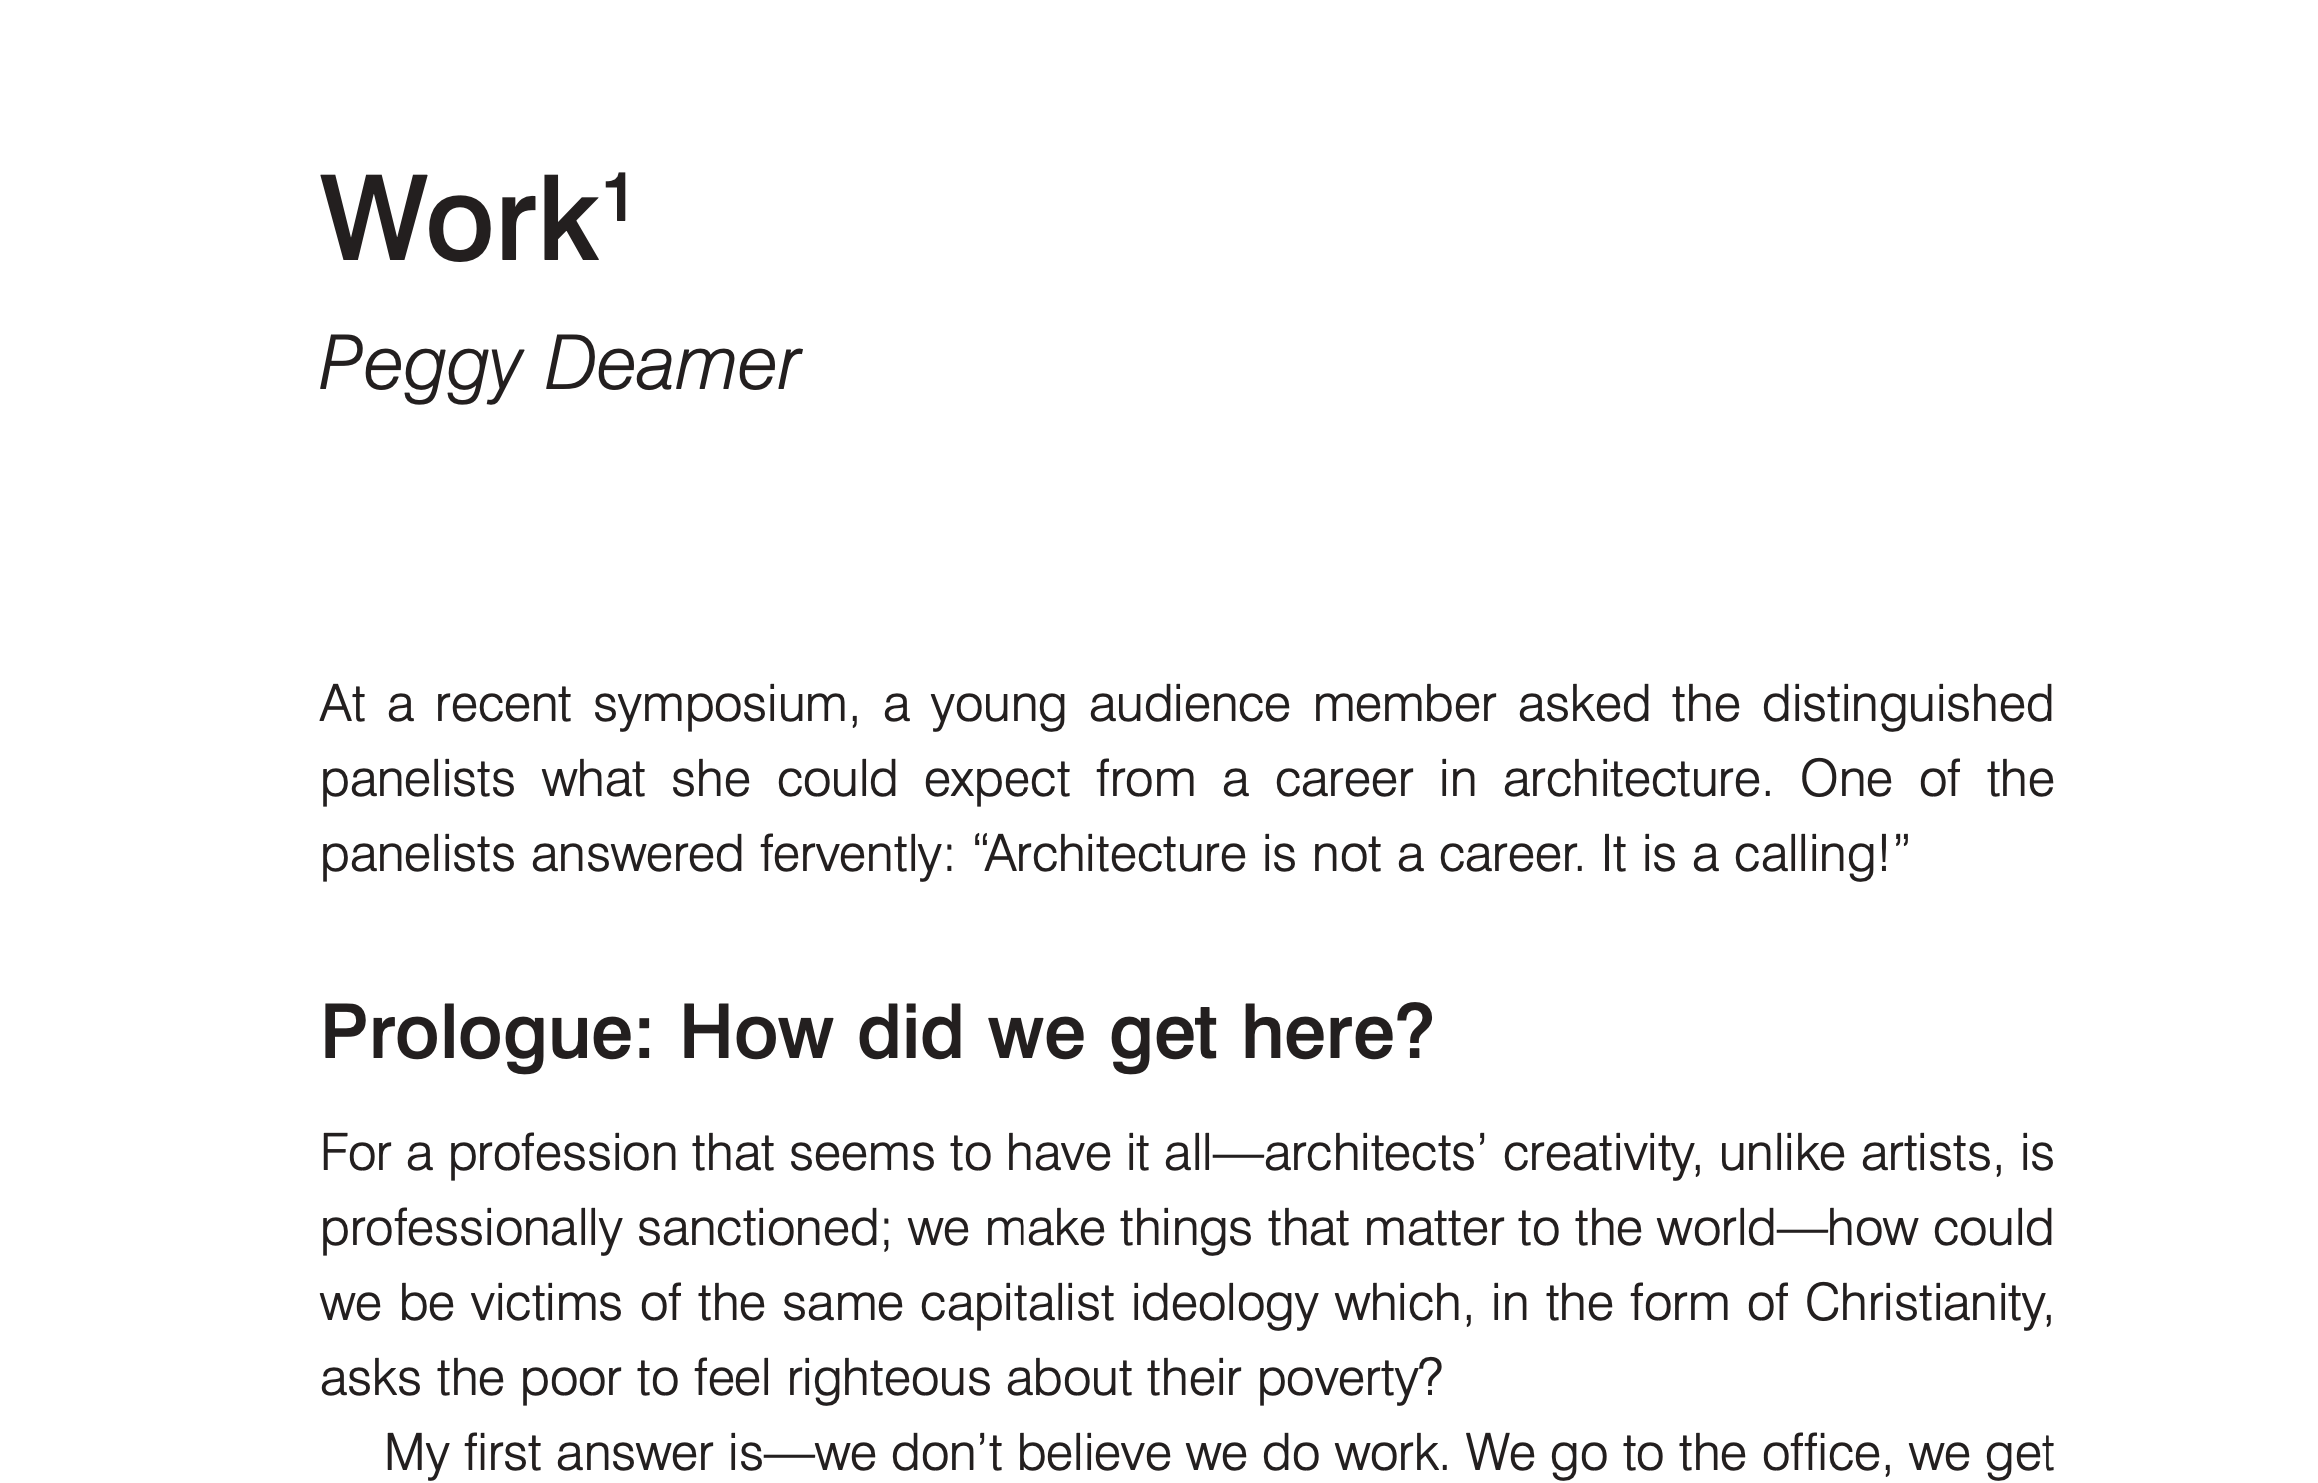 Work¹
Peggy Deamer
At a recent symposium, a young audience member asked the distinguished
panelists what she could expect from a career in architecture. One of the
panelists answered fervently: “Architecture is not a career. It is a calling!”
Prologue: How did we get here?
For a profession that seems to have it all—architects’ creativity, unlike artists, is
professionally sanctioned; we make things that matter to the world—how could
we be victims of the same capitalist ideology which, in the form of Christianity,
asks the poor to feel righteous about their poverty?
My first answer is—we don’t believe we do work. We go to the office, we get